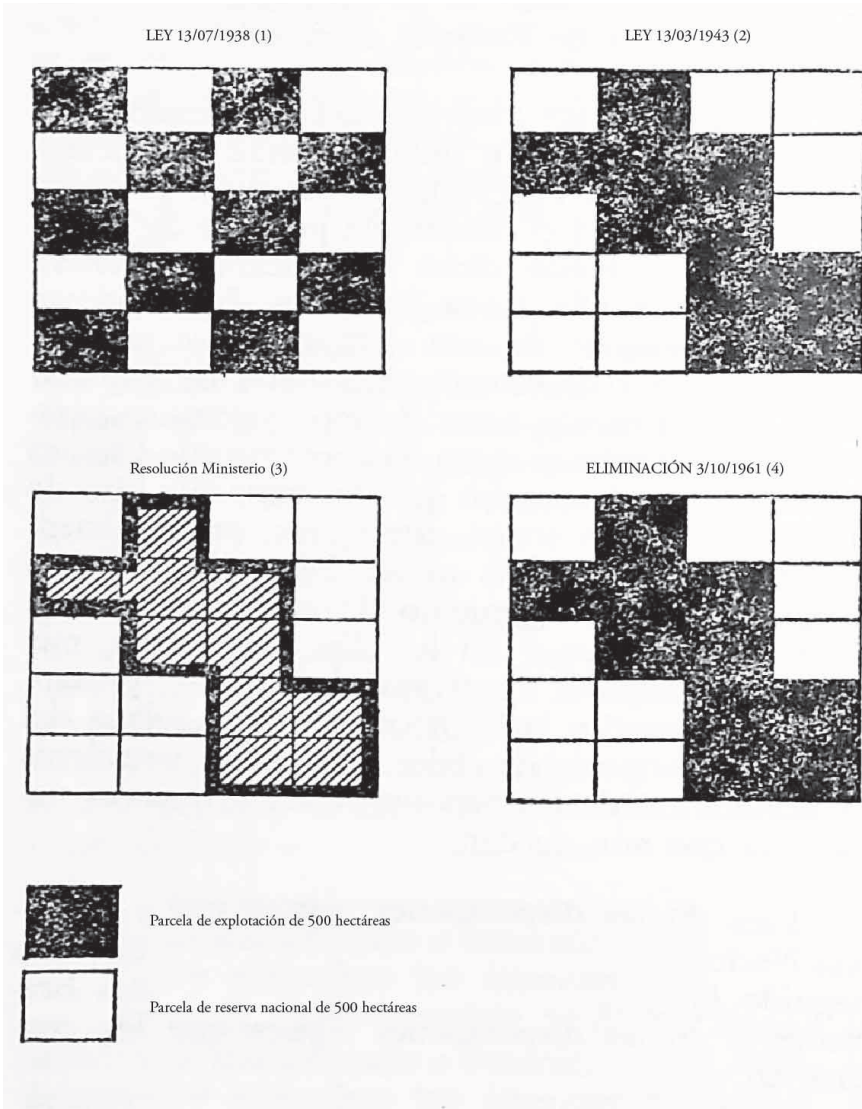 LEY 13/07/1938 (1)
LEY 13/03/1943 (2)
Resolución Ministerio (3)
ELIMINACIÓN 3/10/1961 (4)
Parcela de explotación de 500 hectáreas
Parcela de reserva nacional de 500 hectáreas